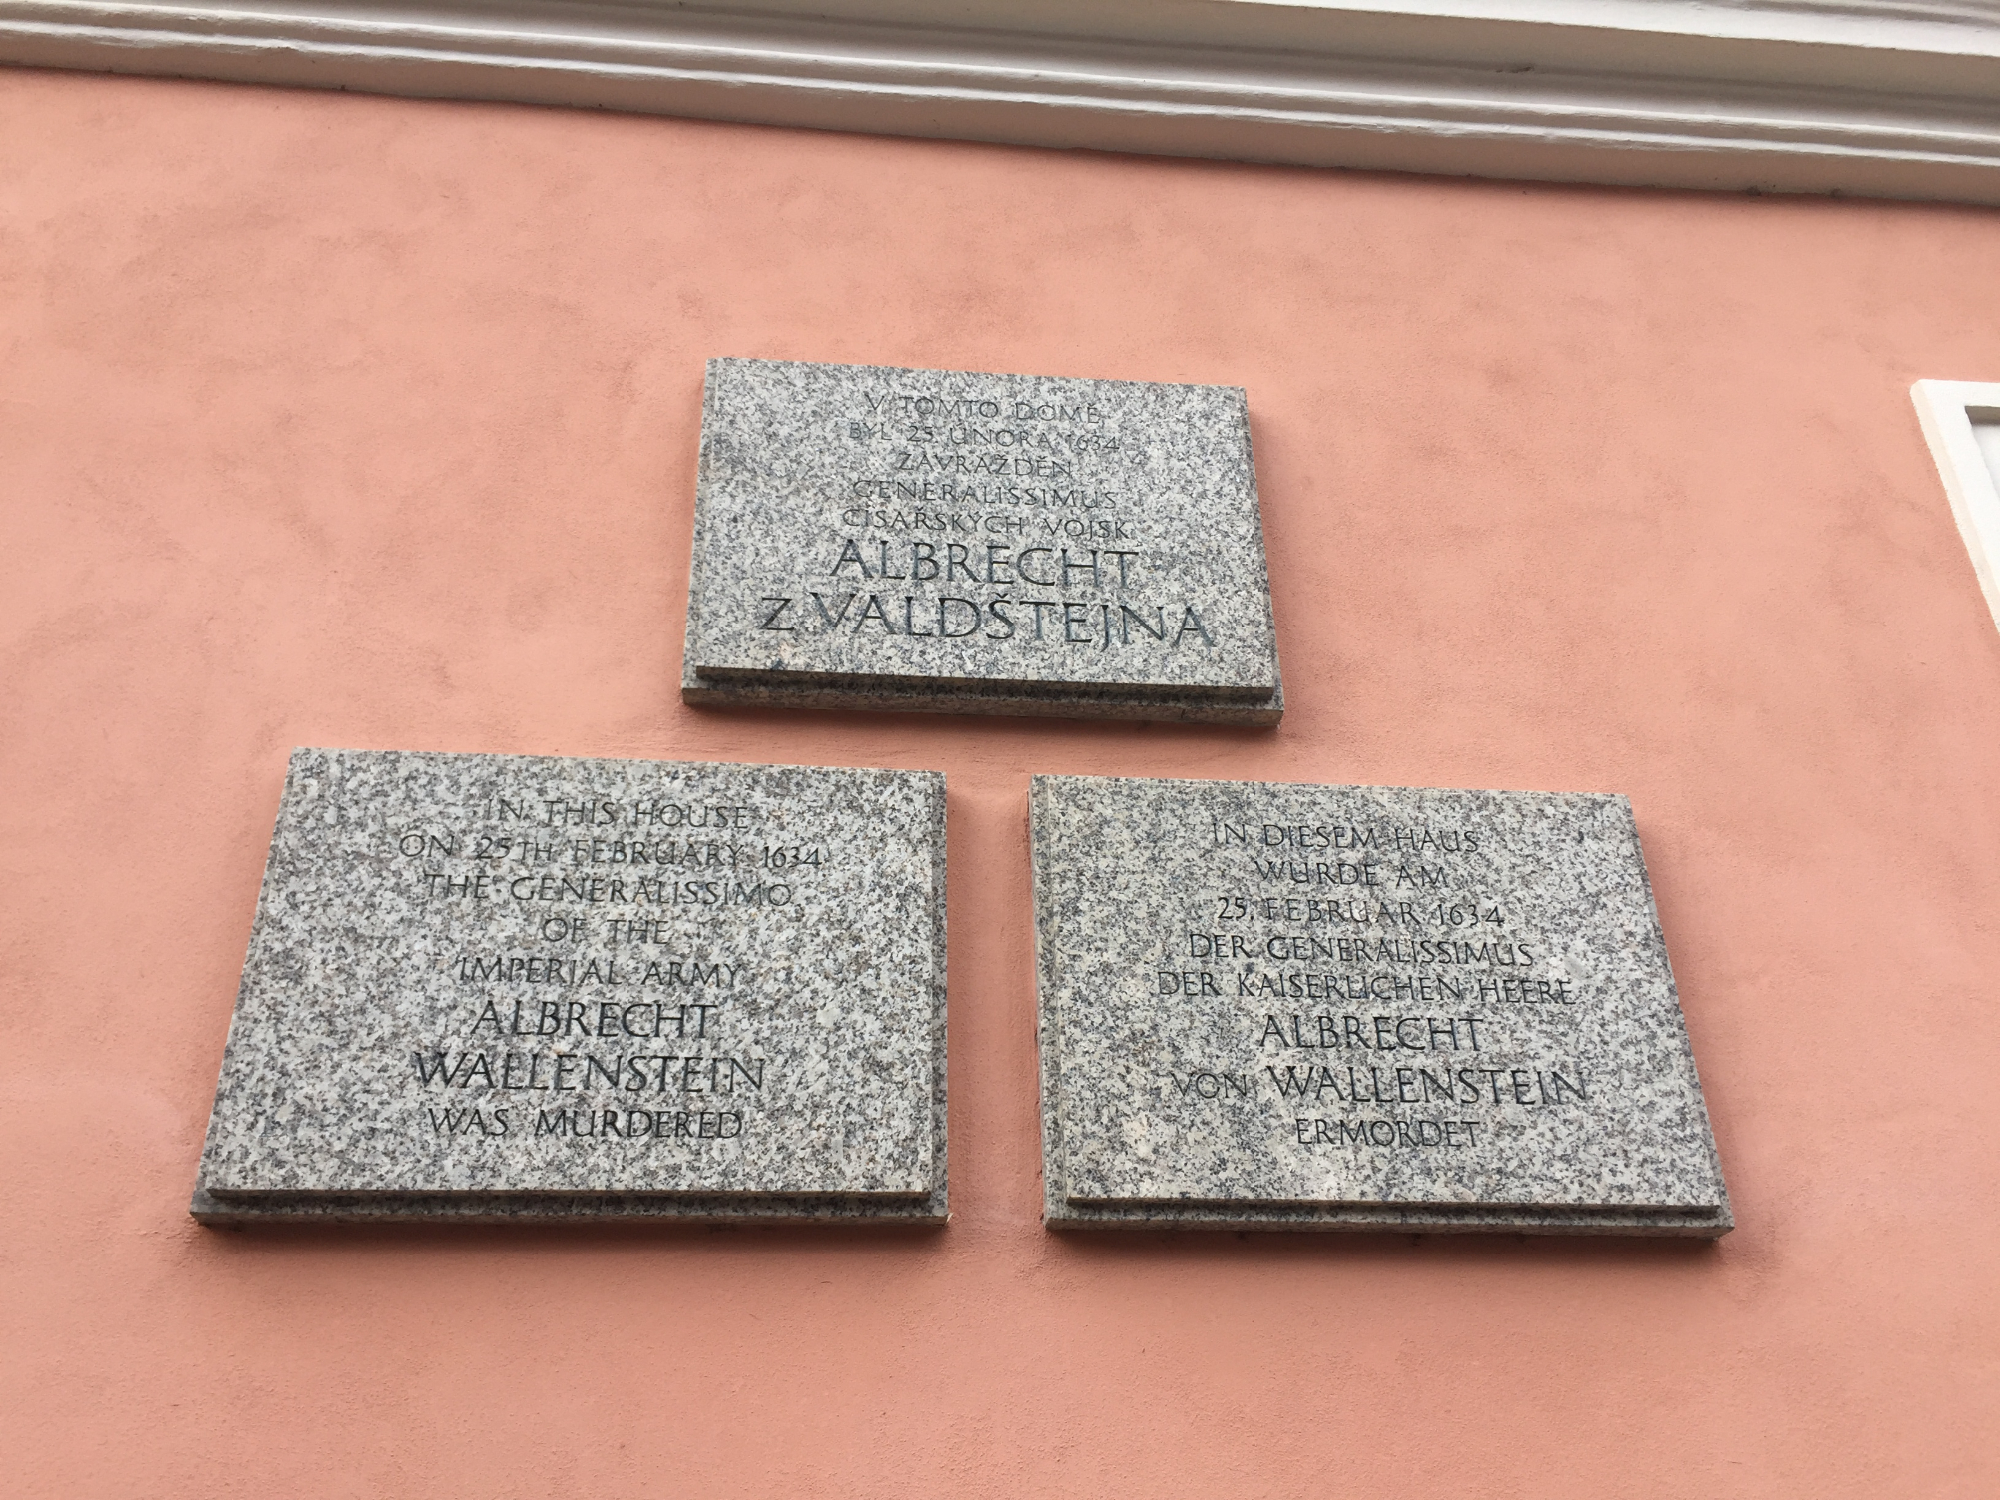 V TOMTO DOMĚ
BYL 25. ÚNORA 1634
ZAVRAŽDĚN
GENERALISSIMUS
CÍSAŘSKÝCH VOJSK
ALBRECHT
Z VALDŠTEJNA
IN THIS HOUSE
ON 25TH FEBRUARY 1634
THE GENERALISSIMO
OF THE
IMPERIAL ARMY
ALBRECHT
WALLENSTEIN
WAS MURDERED
IN DIESEM HAUS
WURDE AM
25. FEBRUAR 1634
DER GENERALISSIMUS
DER KAISERLICHEN HEERE
ALBRECHT
VON WALLENSTEIN
ERMORDET